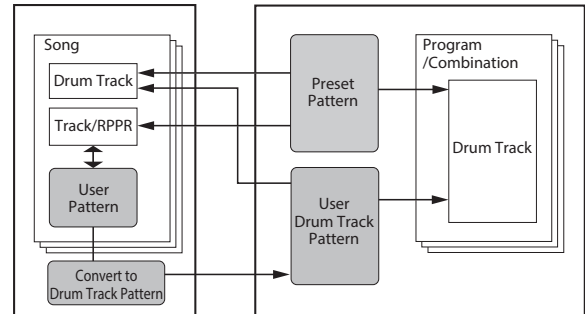 Song
Drum Track
Track/RPPR
User
Pattern
Convert to
Drum Track Pattern
Preset
Pattern
User
Drum Track
Pattern
Program
/Combination
Drum Track